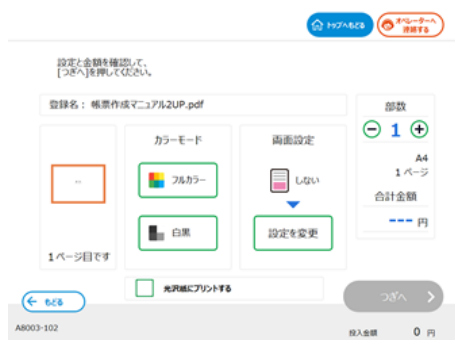 トップへもどる
オペレーターへ
連絡する
設定と金額を確認して、
[つぎへ]を押してください。
登録名： 帳票作成マニュアル2UP.pdf
部数
1
A4
1 ページ
合計金額
--- 円
カラーモード
フルカラー
白黒
両面設定
しない
設定を変更
--
1ページ目です
光沢紙にプリントする
もどる
つぎへ
A8003-102
投入金額 0 円